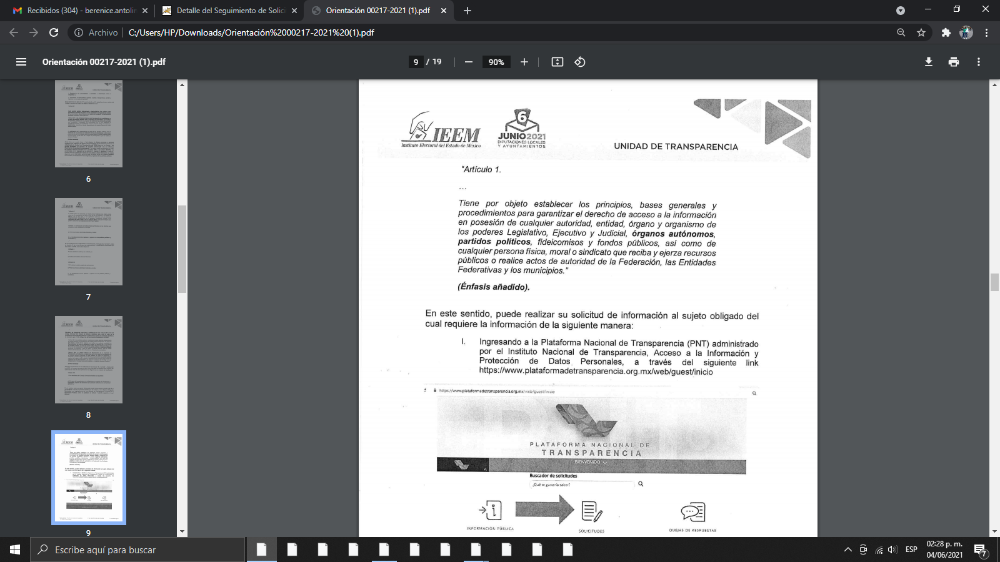 Recibidos (304) - berenice.antolin
Detalle del Seguimiento de Solici
Orientación 00217-2021 (1).pdf
Archivo
C:/Users/HP/Downloads/Orientación%2000217-2021%20(1).pdf
Orientación 00217-2021 (1).pdf
9 / 19
90%
6
7
8
9
IEEM
Instituto Electoral del Estado de México
6
JUNIO2021
DIPUTACIONES LOCALES
Y AYUNTAMIENTOS
UNIDAD DE TRANSPARENCIA
“Artículo 1.
...
Tiene por objeto establecer los principios, bases generales y
procedimientos para garantizar el derecho de acceso a la información
en posesión de cualquier autoridad, entidad, órgano y organismo de
los poderes Legislativo, Ejecutivo y Judicial, órganos autónomos,
partidos políticos, fideicomisos y fondos públicos, así como de
cualquier persona física, moral o sindicato que reciba y ejerza recursos
públicos o realice actos de autoridad de la Federación, las Entidades
Federativas y los municipios.”
(Énfasis añadido).
En este sentido, puede realizar su solicitud de información al sujeto obligado del
cual requiere la información de la siguiente manera:
I. Ingresando a la Plataforma Nacional de Transparencia (PNT) administrado
por el Instituto Nacional de Transparencia, Acceso a la Información y
Protección de Datos Personales, a través del siguiente link
https://www.plataformadetransparencia.org.mx/web/guest/inicio
https://www.plataformadetransparencia.org.mx/web/guest/inicio
PLATAFORMA NACIONAL DE
TRANSPARENCIA
BIENVENIDO
Buscador de solicitudes
¿Qué te gustaría saber?
INFORMACIÓN PÚBLICA
SOLICITUDES
QUEJAS DE RESPUESTAS
Escribe aquí para buscar
ESP
02:28 p. m.
04/06/2021
7